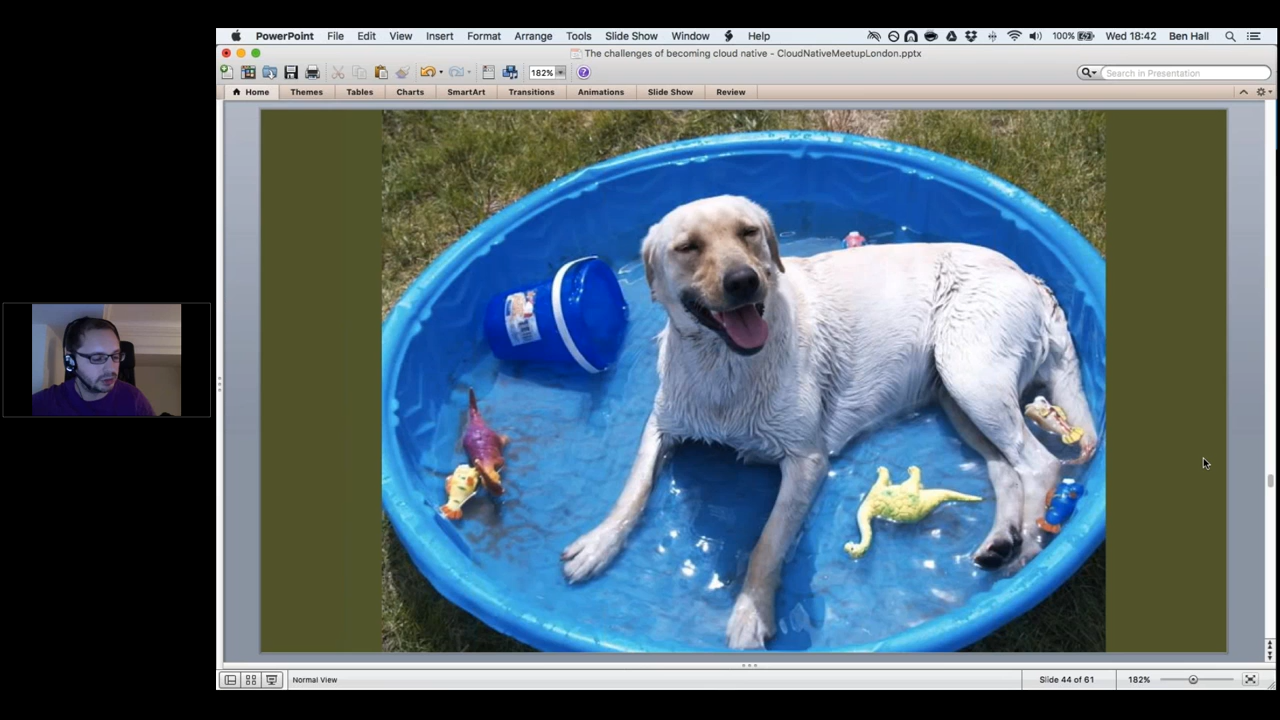 PowerPoint File Edit View Insert Format Arrange Tools Slide Show Window Help 100% Wed 18:42 Ben Hall
The challenges of becoming cloud native - CloudNativeMeetupLondon.pptx
182% Search in Presentation
Home Themes Tables Charts SmartArt Transitions Animations Slide Show Review
Normal View Slide 44 of 61 182%